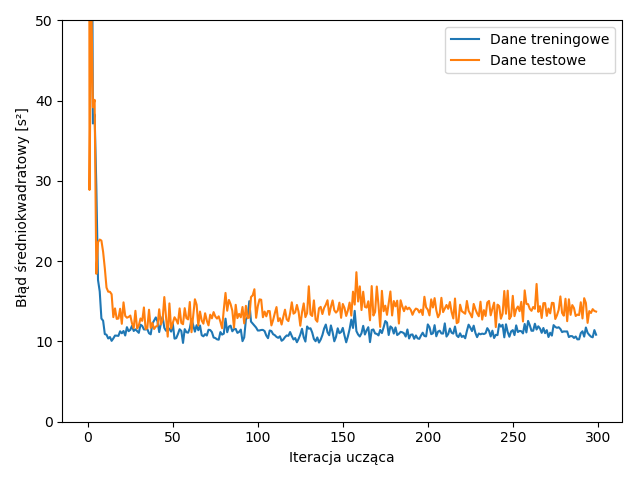 50
40
30
20
10
0
Błąd średniokwadratowy [s²]
Dane treningowe
Dane testowe
0 50 100 150 200 250 300
Iteracja ucząca